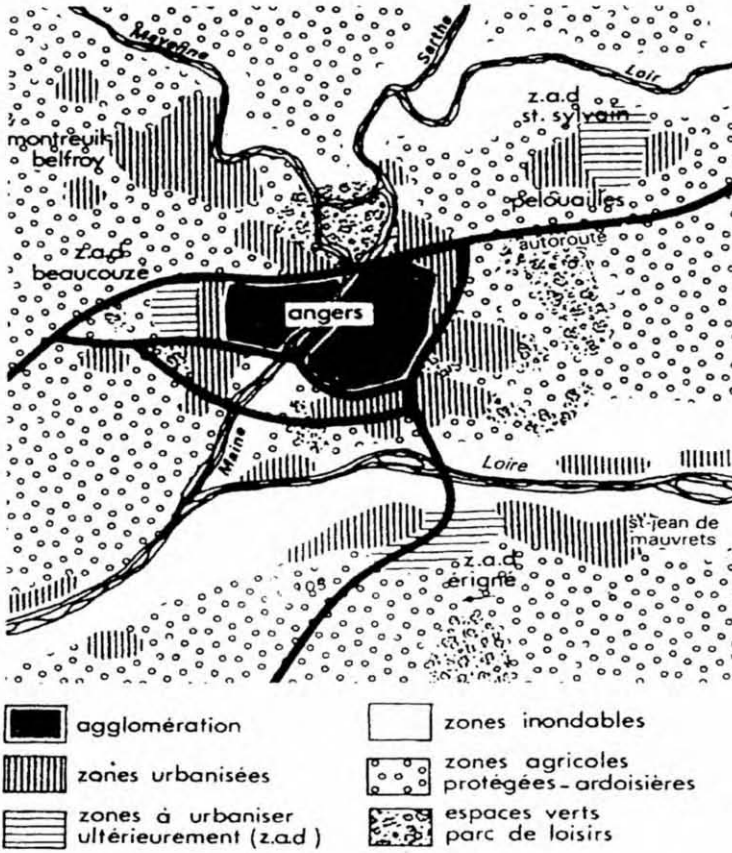 Mayenne
Sarthe
Loir
z.a.d
st. sylvain
montreuil
belfroy
pelouailles
autoroute
z.a.d
beaucouze
angers
Maine
Loire
st-jean de
mauvrets
z.a.d
érigné
agglomération
zones inondables
zones urbanisées
zones agricoles
protégées-ardoisières
zones à urbaniser
ultérieurement (z.a.d)
espaces verts
parc de loisirs